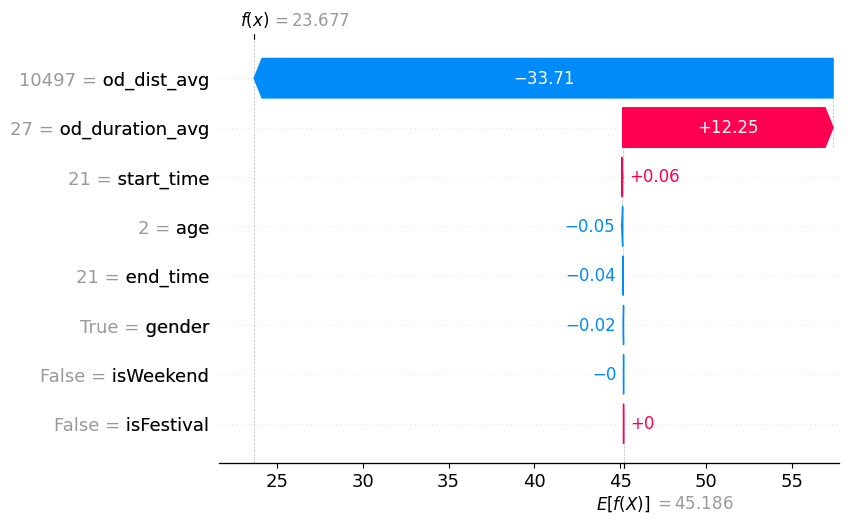 f(x) = 23.677
10497 = od_dist_avg
−33.71
27 = od_duration_avg
+12.25
21 = start_time
+0.06
2 = age
−0.05
21 = end_time
−0.04
True = gender
−0.02
False = isWeekend
−0
False = isFestival
+0
25 30 35 40 45 50 55
E[f(X)] = 45.186